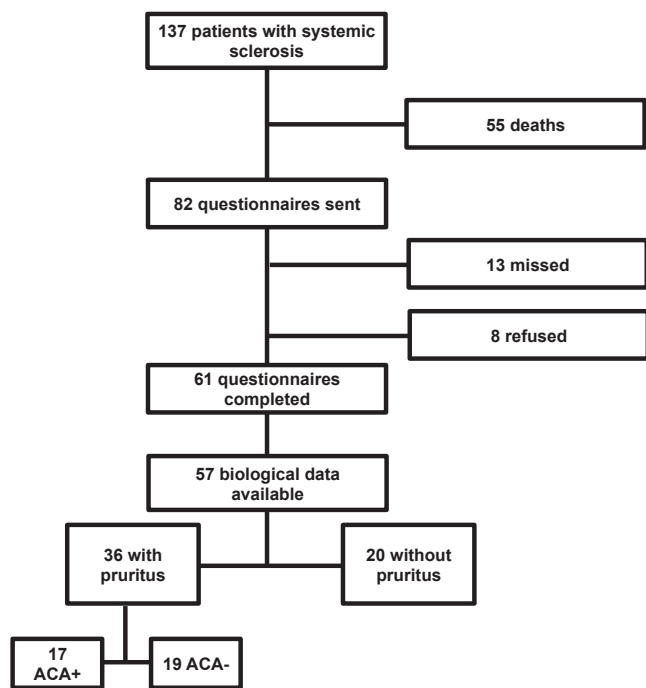 137 patients with systemic
sclerosis
55 deaths
82 questionnaires sent
13 missed
8 refused
61 questionnaires
completed
57 biological data
available
36 with
pruritus
20 without
pruritus
17
ACA+
19 ACA-